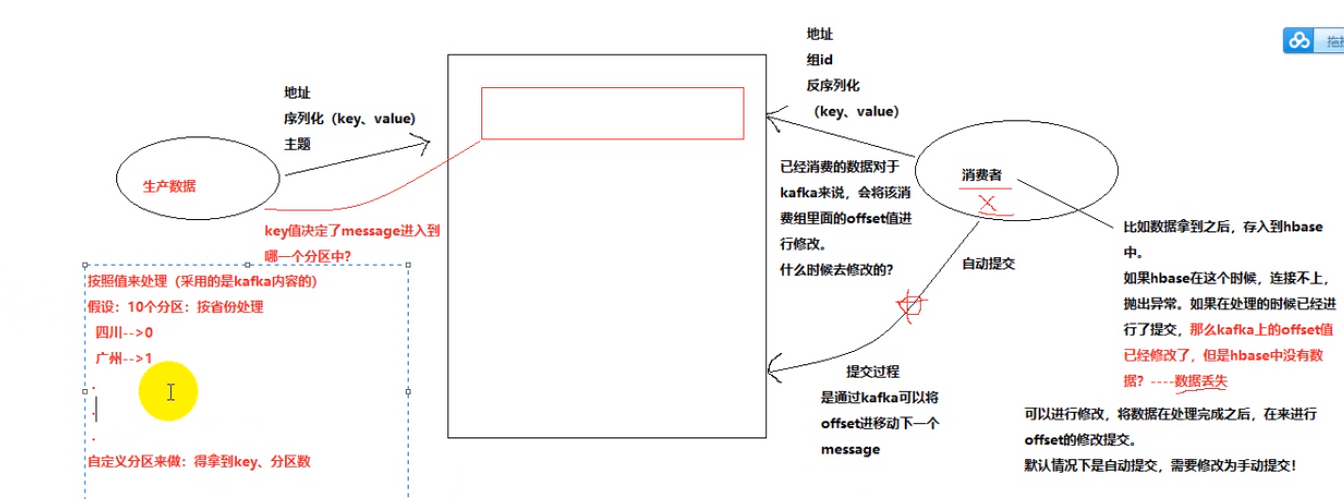 地址
序列化（key、value）
主题
生产数据
key值决定了message进入到
哪一个分区中？
按照值来处理（采用的是kafka内容的）
假设：10个分区：按省份处理
四川-->0
广州-->1
.
.
.
自定义分区来做：得拿到key、分区数
地址
组id
反序列化
（key、value）
已经消费的数据对于
kafka来说，会将该消
费组里面的offset值进
行修改。
什么时候去修改的？
消费者
自动提交
提交过程
是通过kafka可以将
offset进移动下一个
message
比如数据拿到之后，存入到hbase
中。
如果hbase在这个时候，连接不上，
抛出异常。如果在处理的时候已经进
行了提交，那么kafka上的offset值
已经修改了，但是hbase中没有数
据？----数据丢失
可以进行修改，将数据在处理完成之后，在来进行
offset的修改提交。
默认情况下是自动提交，需要修改为手动提交！